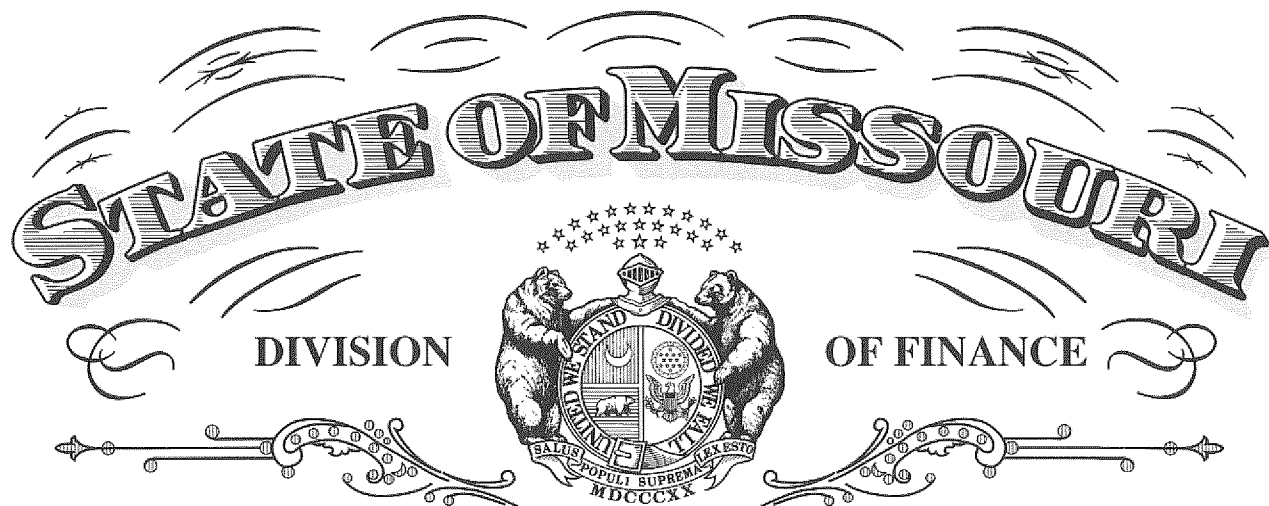 STATE OF MISSOURI
DIVISION OF FINANCE
UNITED WE STAND DIVIDED WE FALL
SALUS POPULI SUPREMA LEX ESTO
MDCCCXX